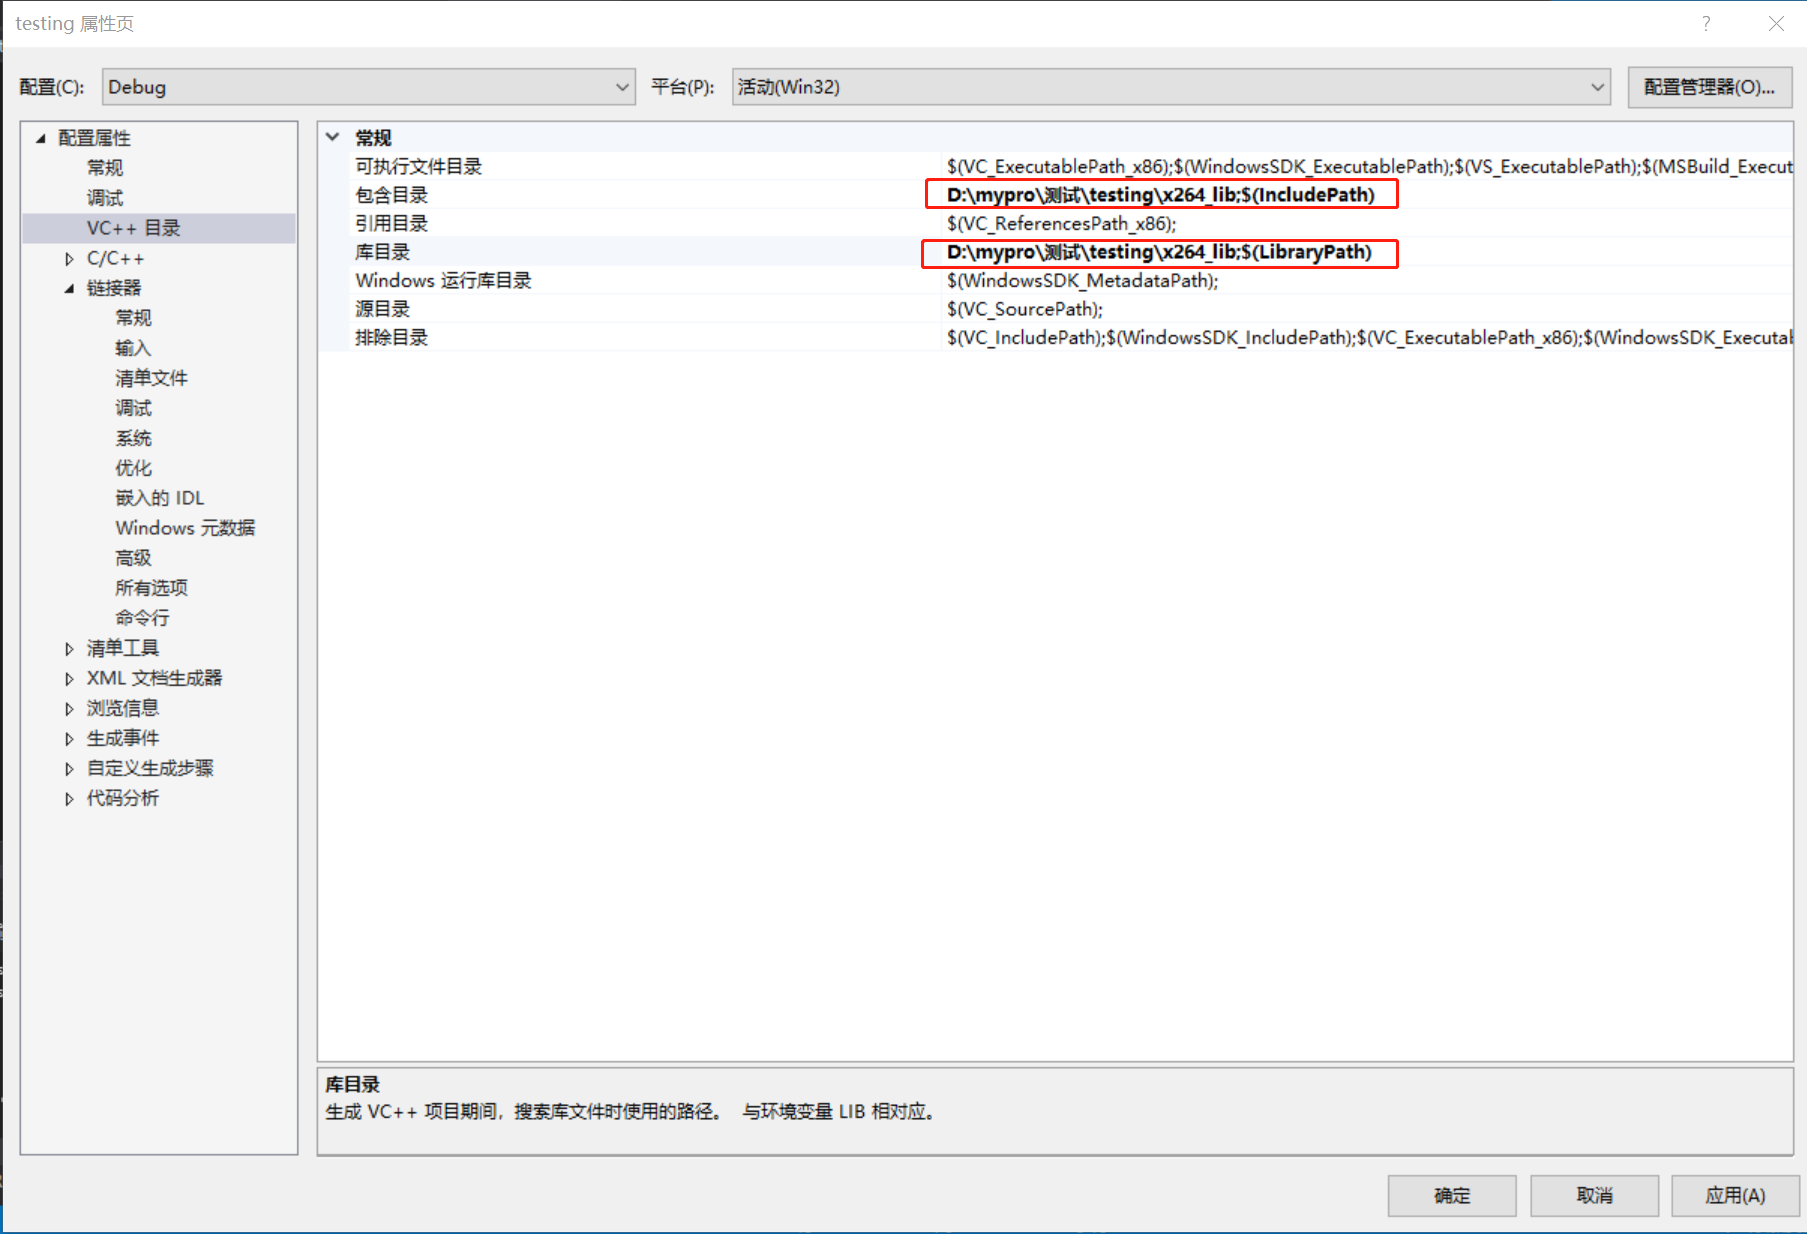 testing 属性页
?
配置(C): Debug 平台(P): 活动(Win32) 配置管理器(O)...
配置属性
常规
调试
VC++ 目录
C/C++
链接器
常规
输入
清单文件
调试
系统
优化
嵌入的 IDL
Windows 元数据
高级
所有选项
命令行
清单工具
XML 文档生成器
浏览信息
生成事件
自定义生成步骤
代码分析
常规
可执行文件目录 $(VC_ExecutablePath_x86);$(WindowsSDK_ExecutablePath);$(VS_ExecutablePath);$(MSBuild_Execut
包含目录 D:\mypro\测试\testing\x264_lib;$(IncludePath)
引用目录 $(VC_ReferencesPath_x86);
库目录 D:\mypro\测试\testing\x264_lib;$(LibraryPath)
Windows 运行库目录 $(WindowsSDK_MetadataPath);
源目录 $(VC_SourcePath);
排除目录 $(VC_IncludePath);$(WindowsSDK_IncludePath);$(VC_ExecutablePath_x86);$(WindowsSDK_Executal
库目录
生成 VC++ 项目期间，搜索库文件时使用的路径。 与环境变量 LIB 相对应。
确定 取消 应用(A)